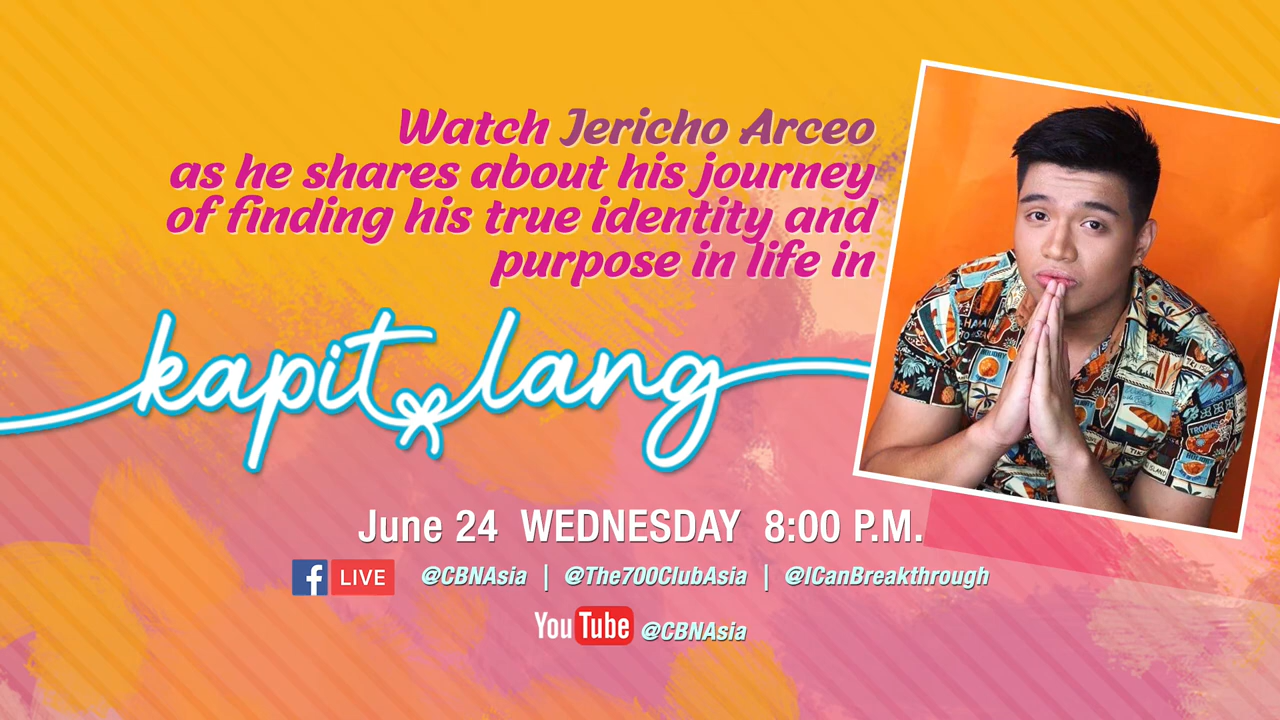 Watch Jericho Arceo
as he shares about his journey
of finding his true identity and
purpose in life in
kapit lang
June 24 WEDNESDAY 8:00 P.M.
f LIVE @CBNAsia | @The700ClubAsia | @ICanBreakthrough
YouTube @CBNAsia